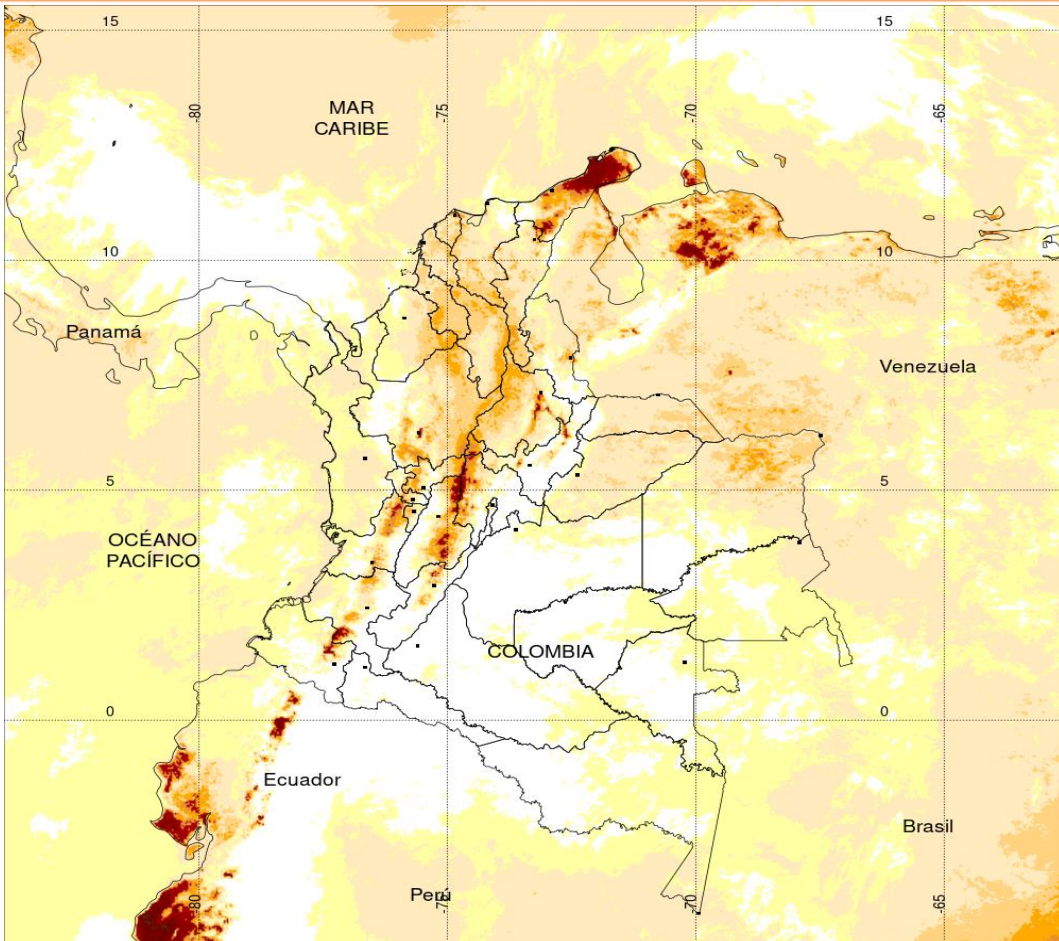 15
15
-80
-75
-70
-65
MAR
CARIBE
10
10
Panamá
Venezuela
5
5
OCÉANO
PACÍFICO
COLOMBIA
0
0
Ecuador
Brasil
Perú
-80
-75
-70
-65